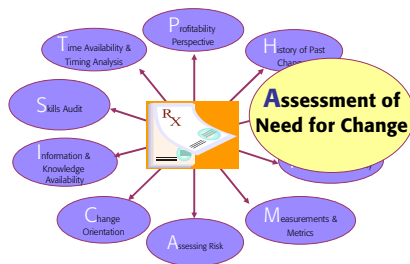 Profitability
Perspective
Time Availability &
Timing Analysis
History of Past
Skills Audit
RX
Assessment of
Need for Change
Information &
Knowledge
Availability
Change
Orientation
Measurements &
Metrics
Assessing Risk